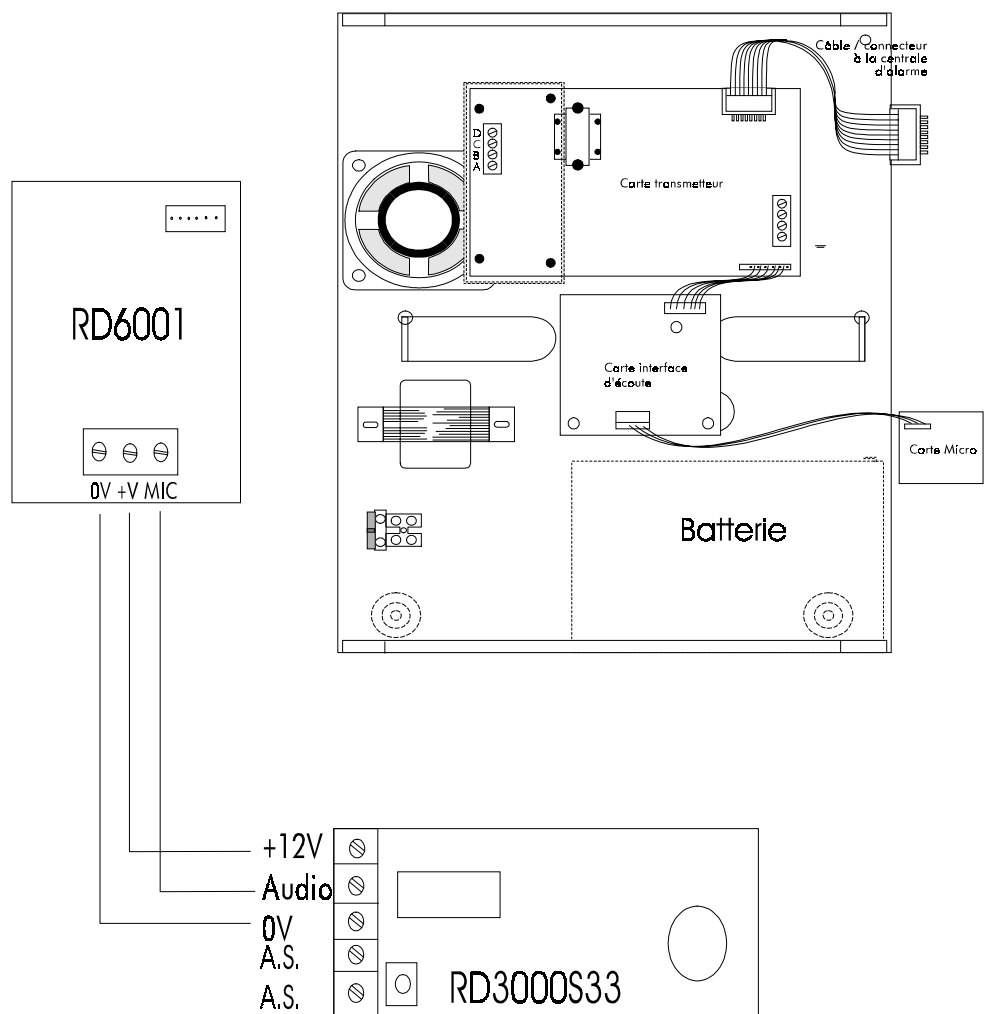 Câble / connecteur
à la centrale
d'alarme
D
C
B
A
Carte transmetteur
RD6001
Carte interface
d'écoute
Carte Micro
0V +V MIC
Batterie
+12V
Audio
0V
A.S.
A.S.
RD3000S33